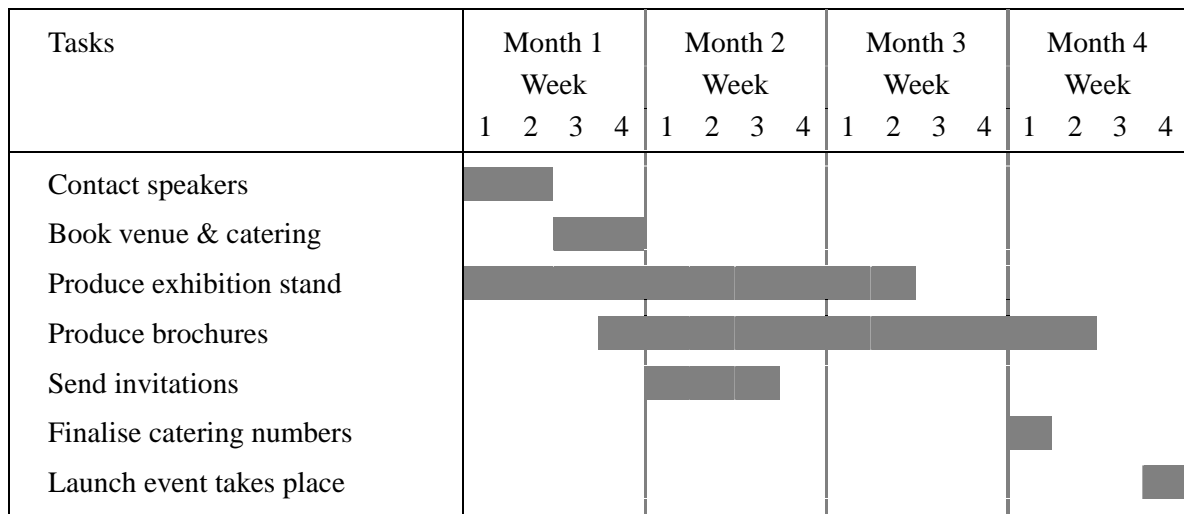 Tasks Month 1 Month 2 Month 3 Month 4
Week Week Week Week
1 2 3 4 1 2 3 4 1 2 3 4 1 2 3 4
Contact speakers
Book venue & catering
Produce exhibition stand
Produce brochures
Send invitations
Finalise catering numbers
Launch event takes place